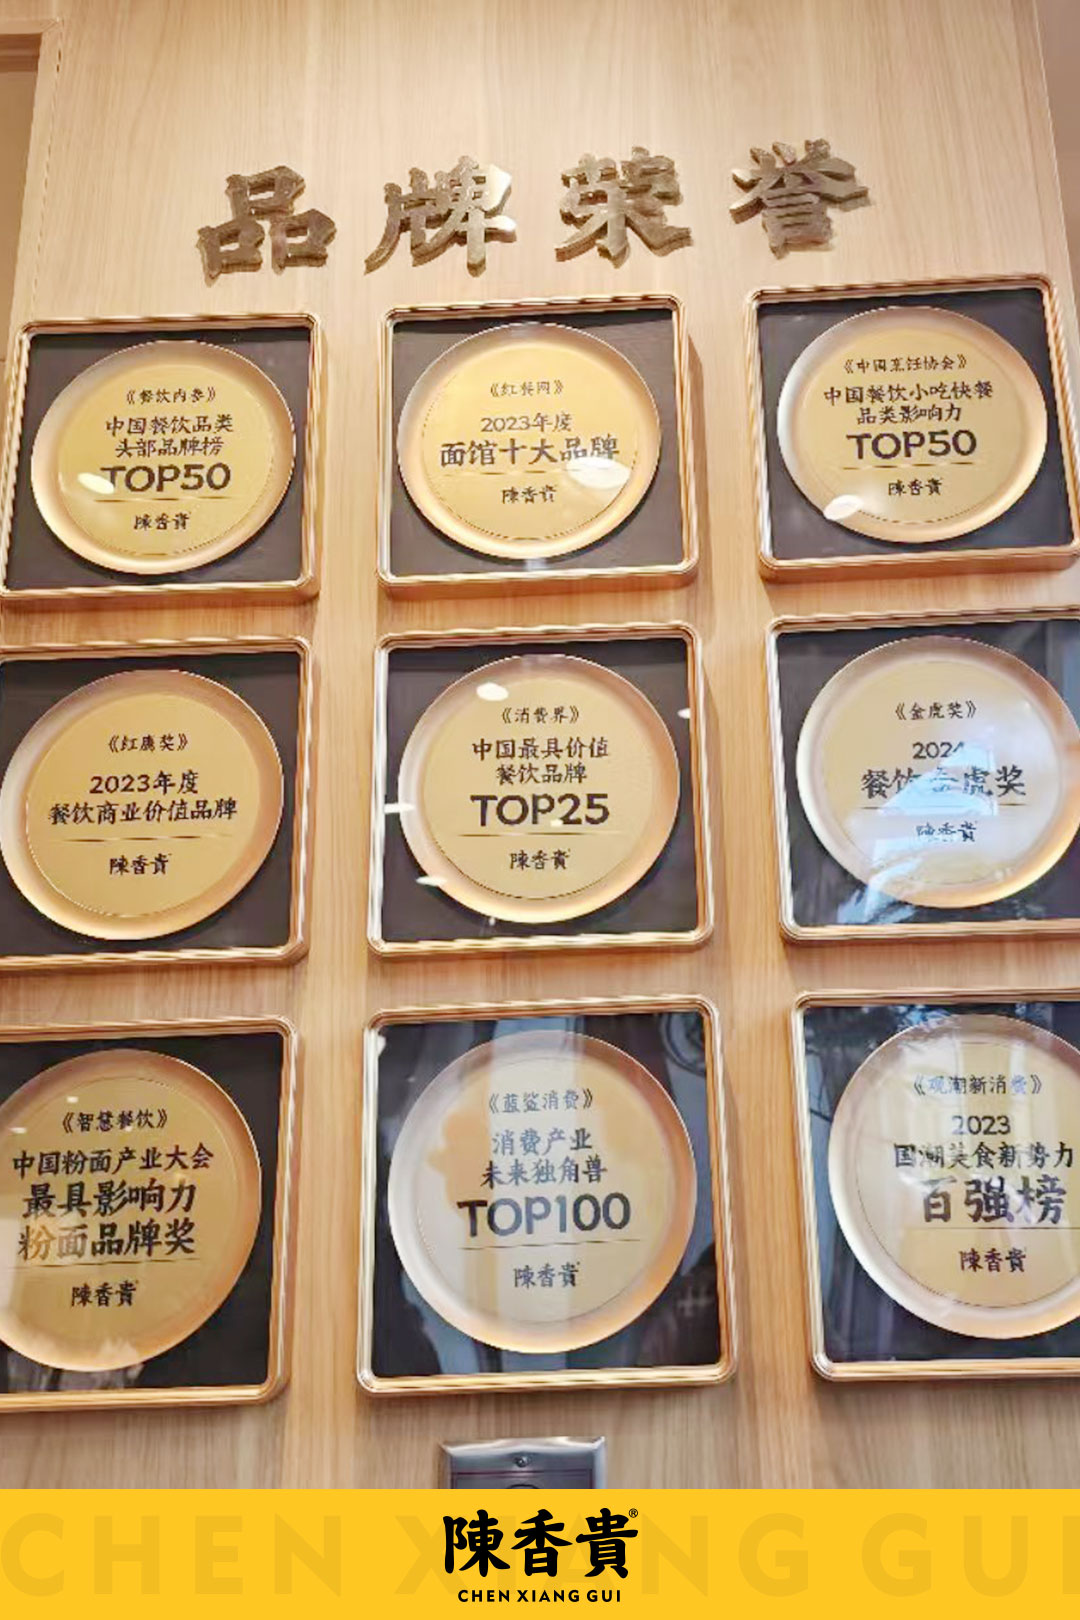 品牌荣誉
《餐饮内参》
中国餐饮品类
头部品牌榜
TOP50
陳香貴
《红餐网》
2023年度
面馆十大品牌
陳香貴
《中国烹饪协会》
中国餐饮小吃快餐
品类影响力
TOP50
陳香貴
《红鹰奖》
2023年度
餐饮商业价值品牌
陳香貴
《消费界》
中国最具价值
餐饮品牌
TOP25
陳香貴
《金虎奖》
2024
餐饮金虎奖
陳香貴
《智慧餐饮》
中国粉面产业大会
最具影响力
粉面品牌奖
陳香貴
《蓝鲨消费》
消费产业
未来独角兽
TOP100
陳香貴
《观潮新消费》
2023
国潮美食新势力
百强榜
陳香貴
CHEN XIANG GUI
陳香貴®
CHEN XIANG GUI